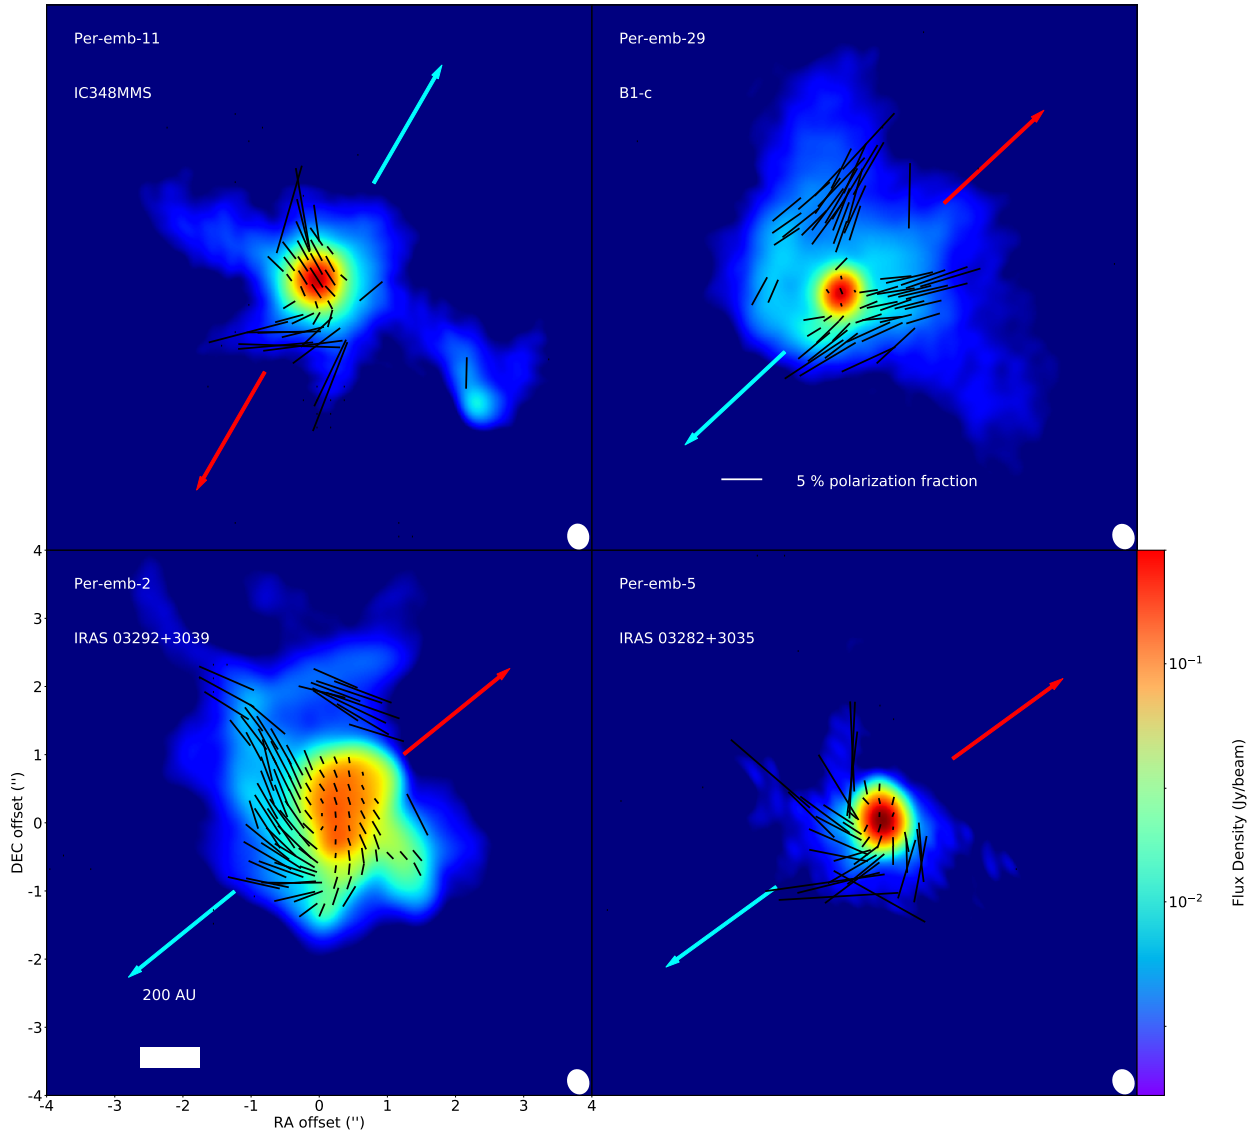 Per-emb-11
IC348MMS
Per-emb-29
B1-c
5 % polarization fraction
Per-emb-2
IRAS 03292+3039
200 AU
Per-emb-5
IRAS 03282+3035
4
3
2
1
0
-1
-2
-3
-4
DEC offset ('')
-4
-3
-2
-1
0
1
2
3
4
RA offset ('')
10⁻¹
10⁻²
Flux Density (Jy/beam)